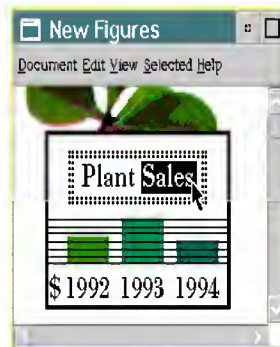 New Figures
Document Edit View Selected Help
Plant Sales
$ 1992 1993 1994